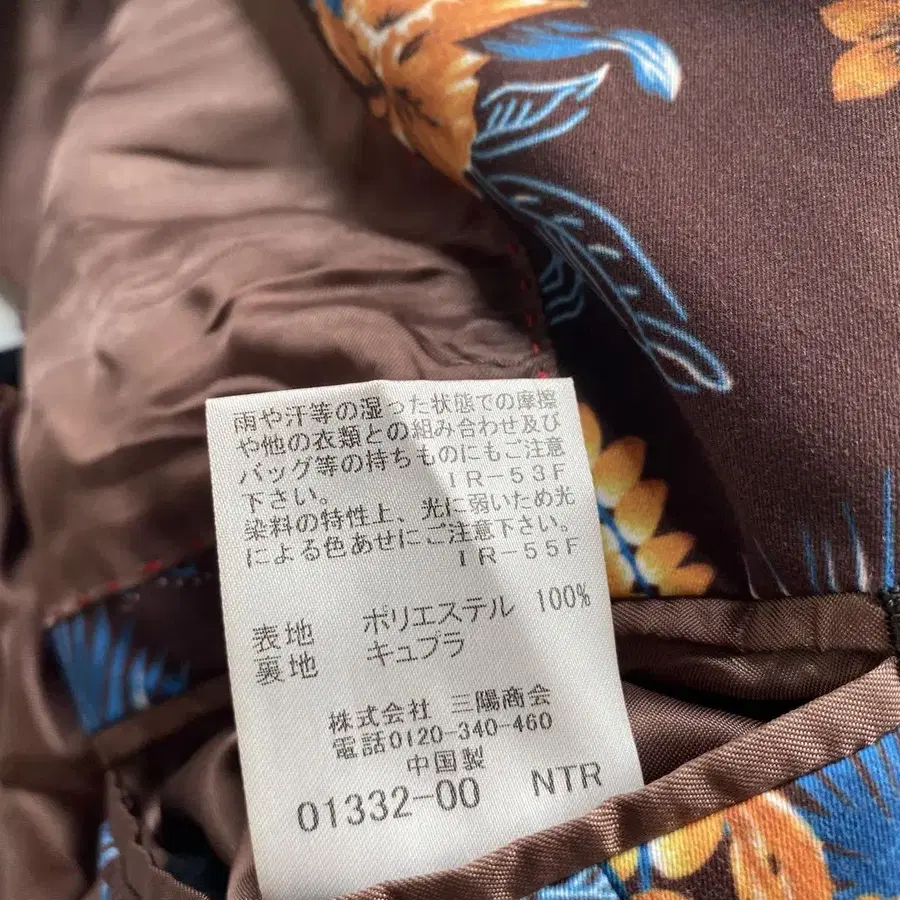 雨や汗等の湿った状態での摩擦
や他の衣類との組み合わせ及び
バッグ等の持ちものにもご注意
下さい。 IR-53F
染料の特性上、光に弱いため光
による色あせにご注意下さい。
IR-55F
表地 ポリエステル 100%
裏地 キュプラ
株式会社 三陽商会
電話0120-340-460
中国製
01332-00 NTR